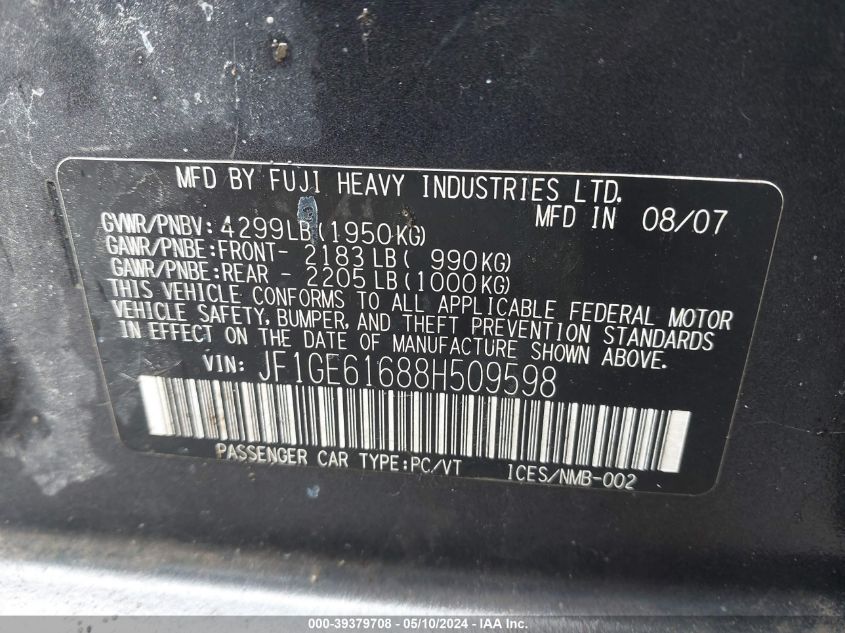 MFD BY FUJI HEAVY INDUSTRIES LTD.
MFD IN 08/07
GVWR/PNBV: 4299LB(1950KG)
GAWR/PNBE:FRONT- 2183LB( 990KG)
GAWR/PNBE:REAR - 2205LB(1000KG)
THIS VEHICLE CONFORMS TO ALL APPLICABLE FEDERAL MOTOR
VEHICLE SAFETY, BUMPER, AND THEFT PREVENTION STANDARDS
IN EFFECT ON THE DATE OF MANUFACTURE SHOWN ABOVE.
VIN: JF1GE61688H509598
PASSENGER CAR TYPE:PC/VT ICES/NMB-002
000-39379708 - 05/10/2024 - IAA, Inc.